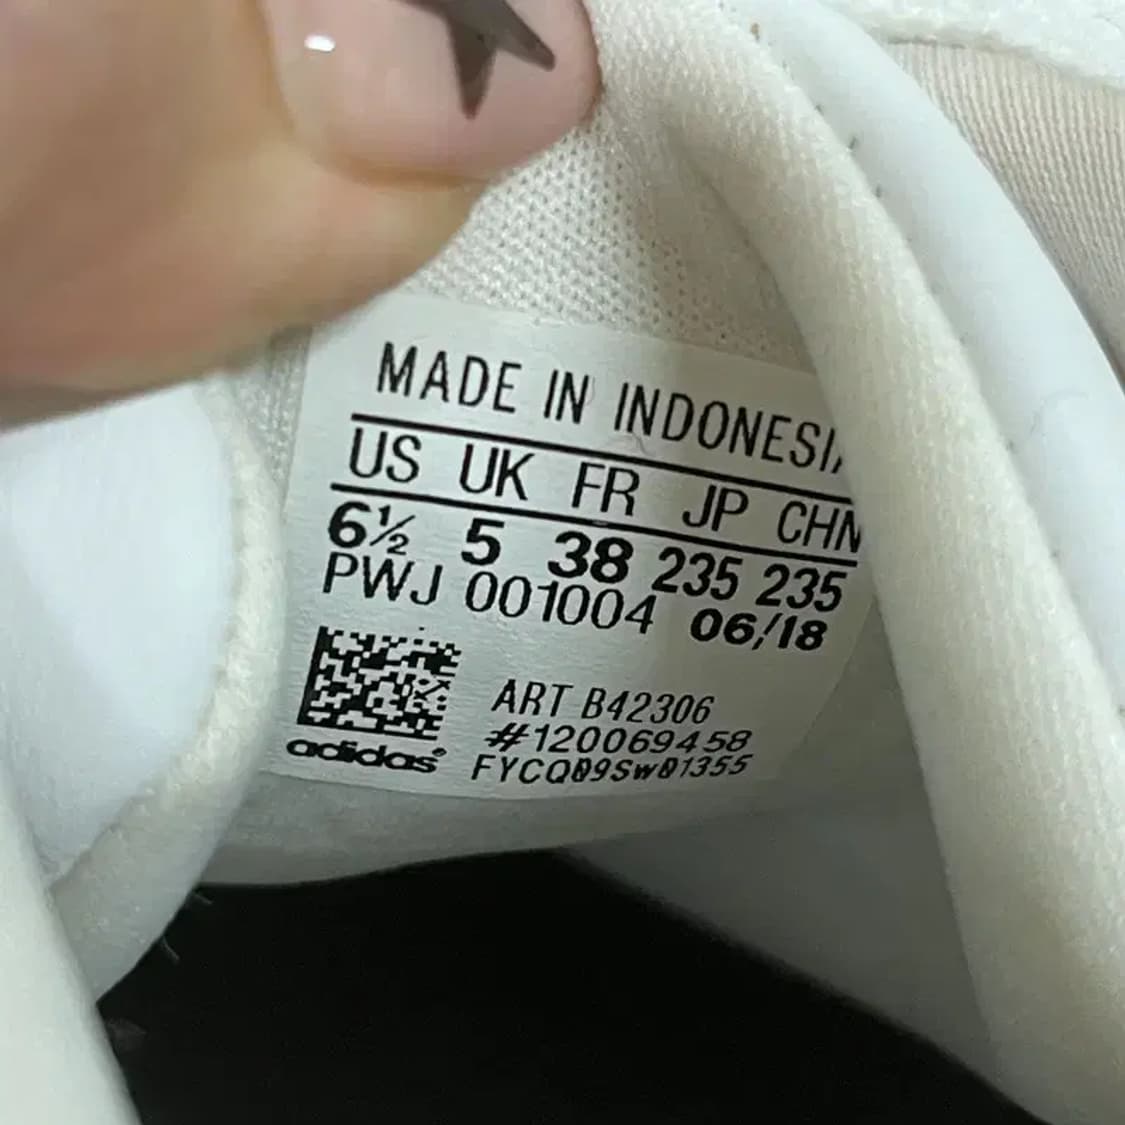 MADE IN INDONESIA
US UK FR JP CHN
6½ 5 38 235 235
PWJ 001004 06/18
ART B42306
#120069458
adidas® FYCQ09SW01355